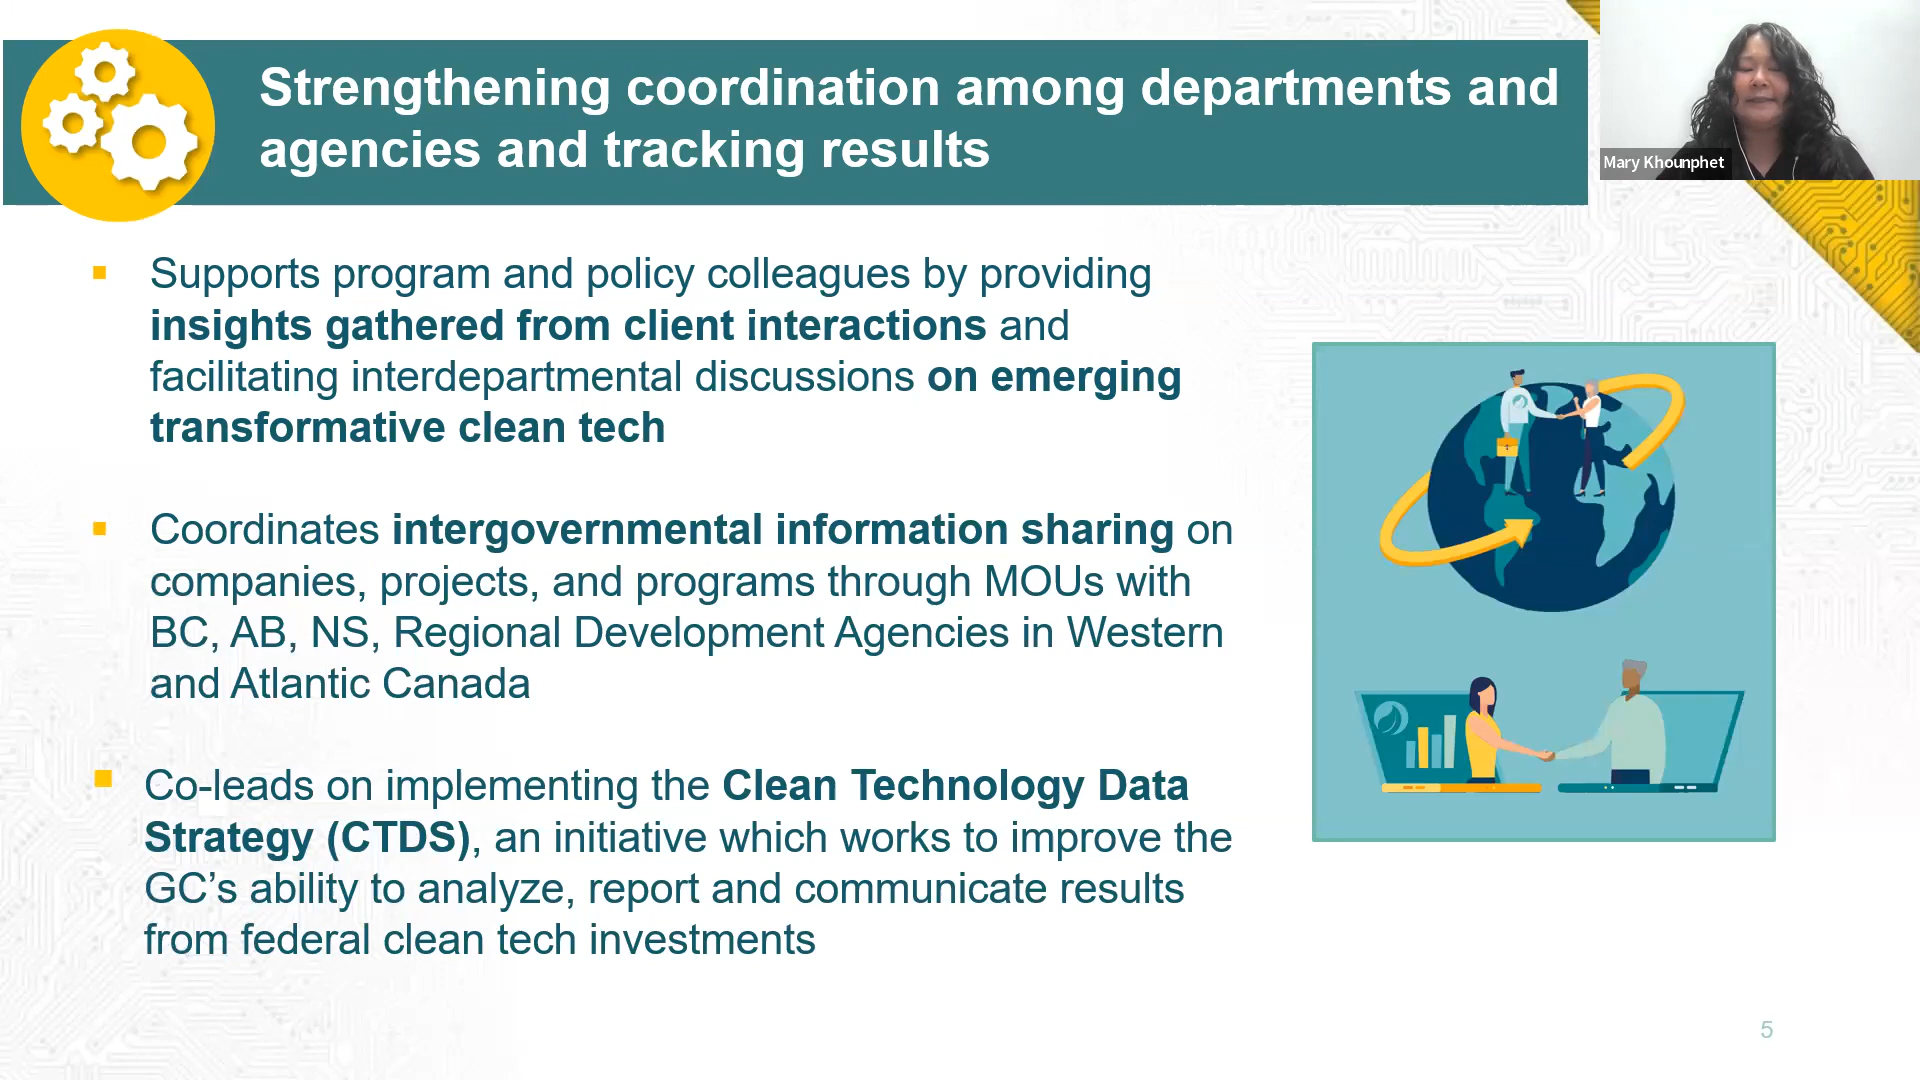 Strengthening coordination among departments and
agencies and tracking results
Mary Khounphet
▪ Supports program and policy colleagues by providing
insights gathered from client interactions and
facilitating interdepartmental discussions on emerging
transformative clean tech
▪ Coordinates intergovernmental information sharing on
companies, projects, and programs through MOUs with
BC, AB, NS, Regional Development Agencies in Western
and Atlantic Canada
▪ Co-leads on implementing the Clean Technology Data
Strategy (CTDS), an initiative which works to improve the
GC’s ability to analyze, report and communicate results
from federal clean tech investments
5